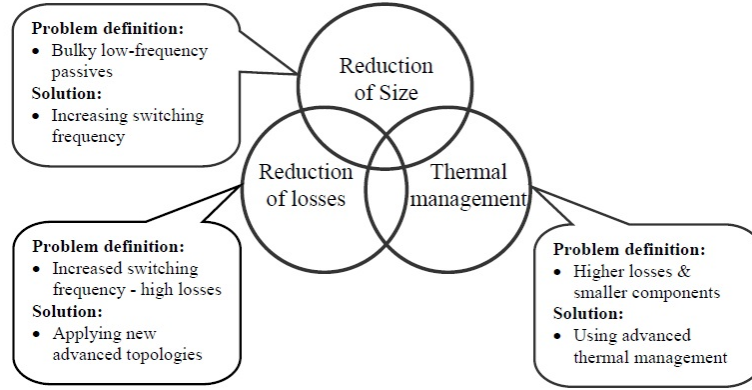 Problem definition:
• Bulky low-frequency
passives
Solution:
• Increasing switching
frequency
Reduction
of Size
Reduction
of losses
Thermal
management
Problem definition:
• Increased switching
frequency - high losses
Solution:
• Applying new
advanced topologies
Problem definition:
• Higher losses &
smaller components
Solution:
• Using advanced
thermal management